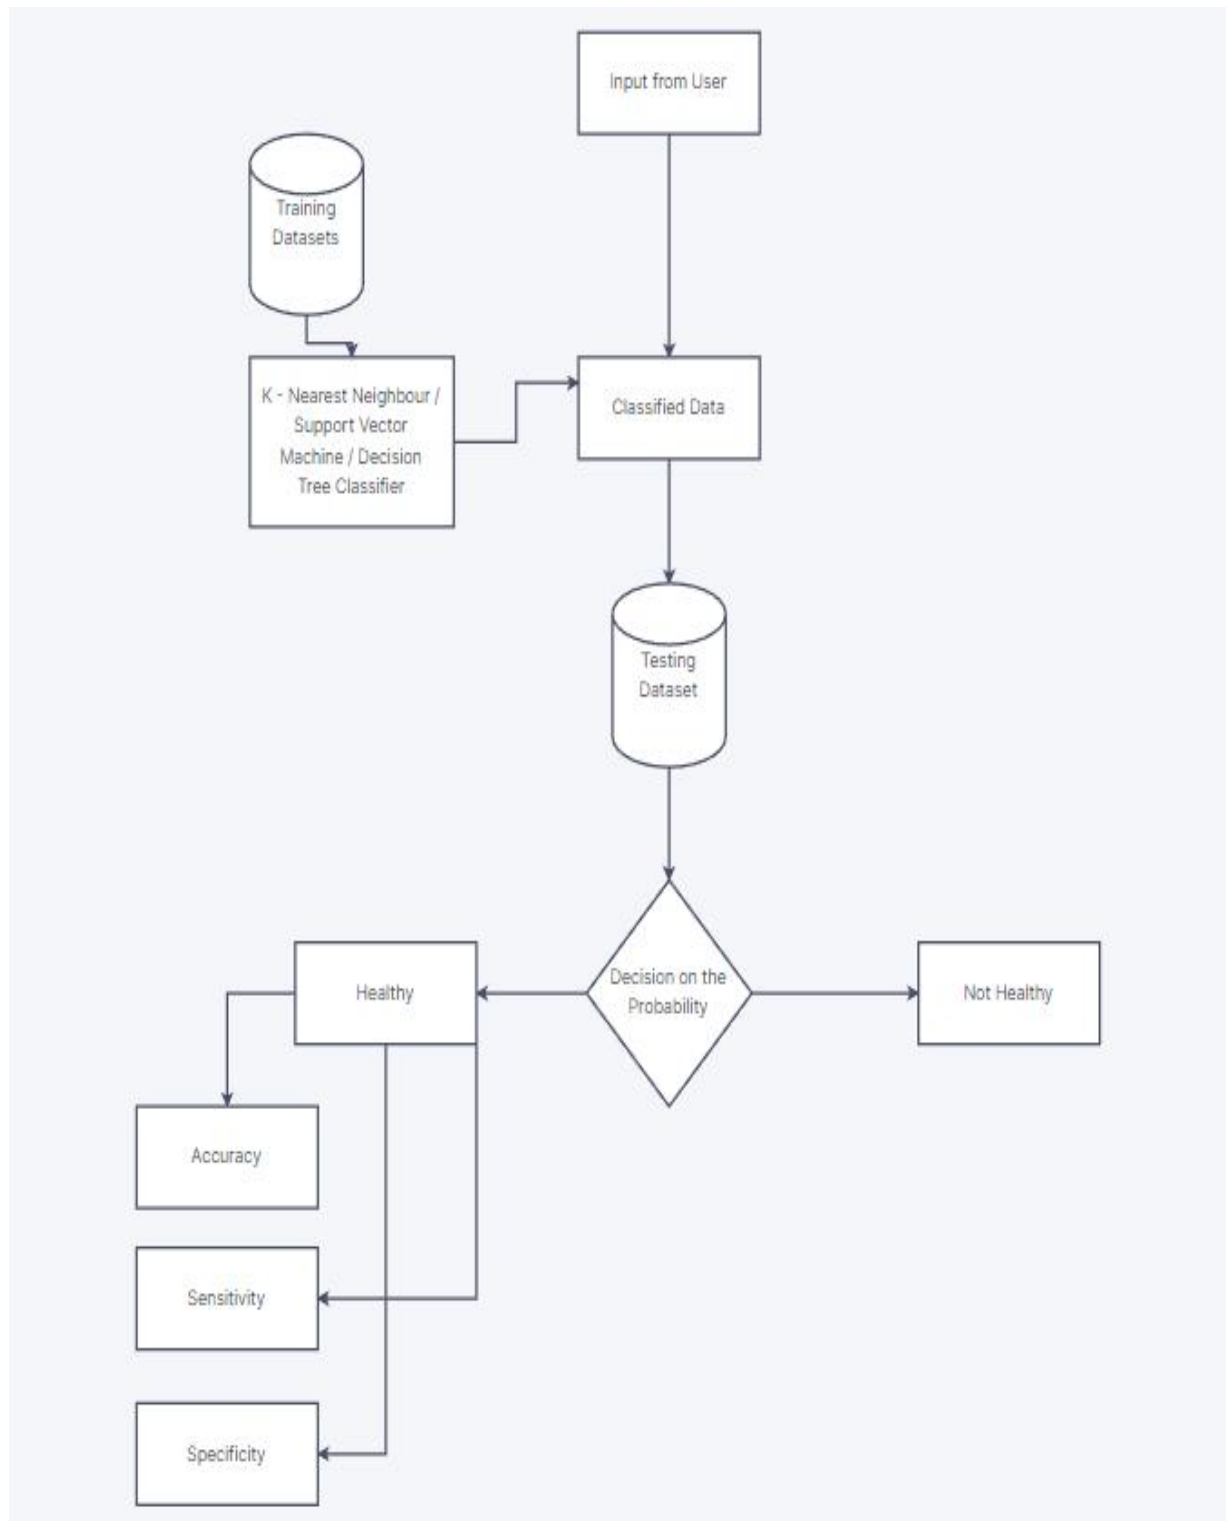 Input from User
Training
Datasets
K - Nearest Neighbour /
Support Vector
Machine / Decision
Tree Classifier
Classified Data
Testing
Dataset
Decision on the
Probability
Healthy
Not Healthy
Accuracy
Sensitivity
Specificity